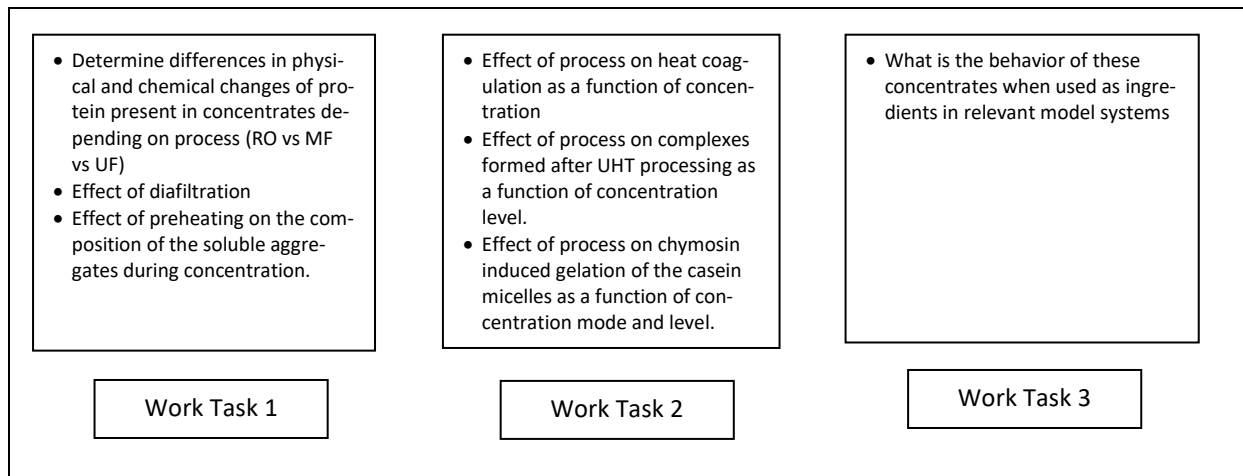 • Determine differences in physi-
cal and chemical changes of pro-
tein present in concentrates de-
pending on process (RO vs MF
vs UF)
• Effect of diafiltration
• Effect of preheating on the com-
position of the soluble aggre-
gates during concentration.
Work Task 1
• Effect of process on heat coag-
ulation as a function of concen-
tration
• Effect of process on complexes
formed after UHT processing as
a function of concentration
level.
• Effect of process on chymosin
induced gelation of the casein
micelles as a function of con-
centration mode and level.
Work Task 2
• What is the behavior of these
concentrates when used as ingre-
dients in relevant model systems
Work Task 3